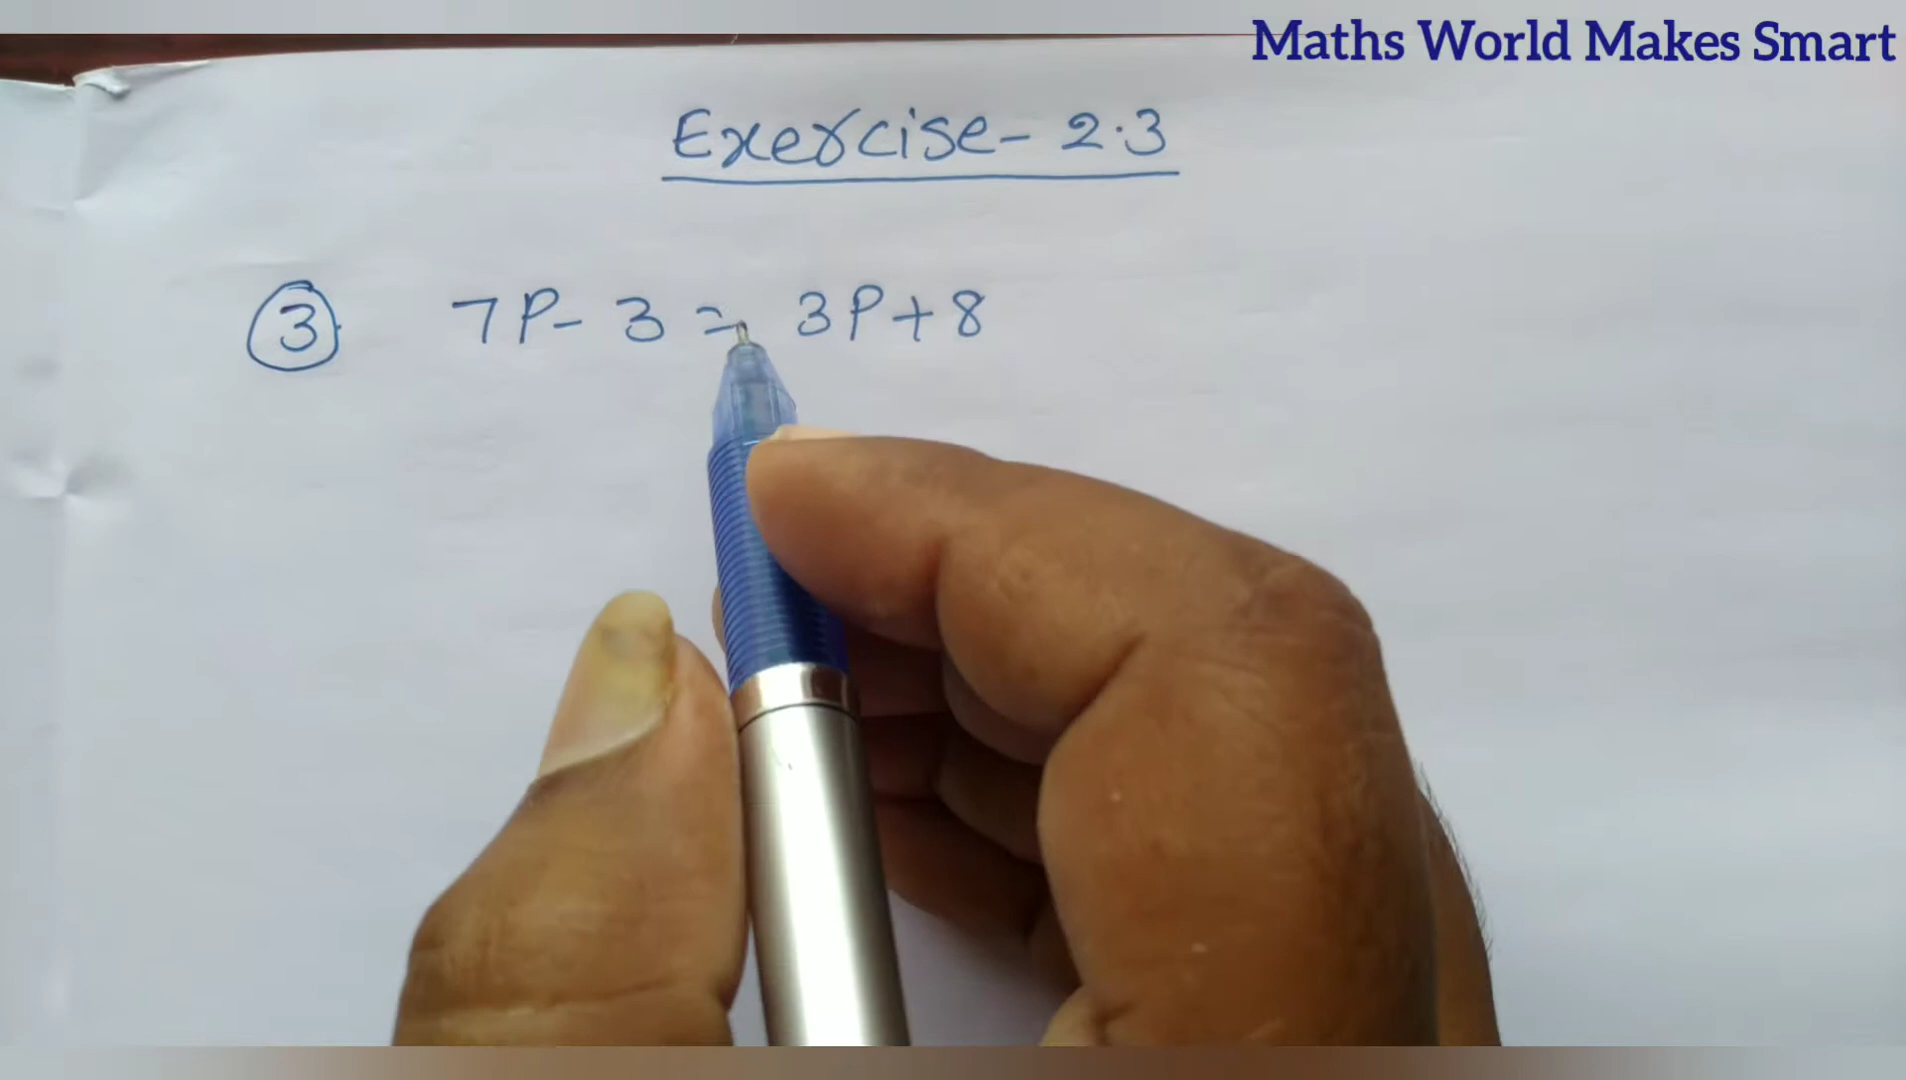 Maths World Makes Smart
Exercise - 2.3
3 7P - 3 = 3P + 8